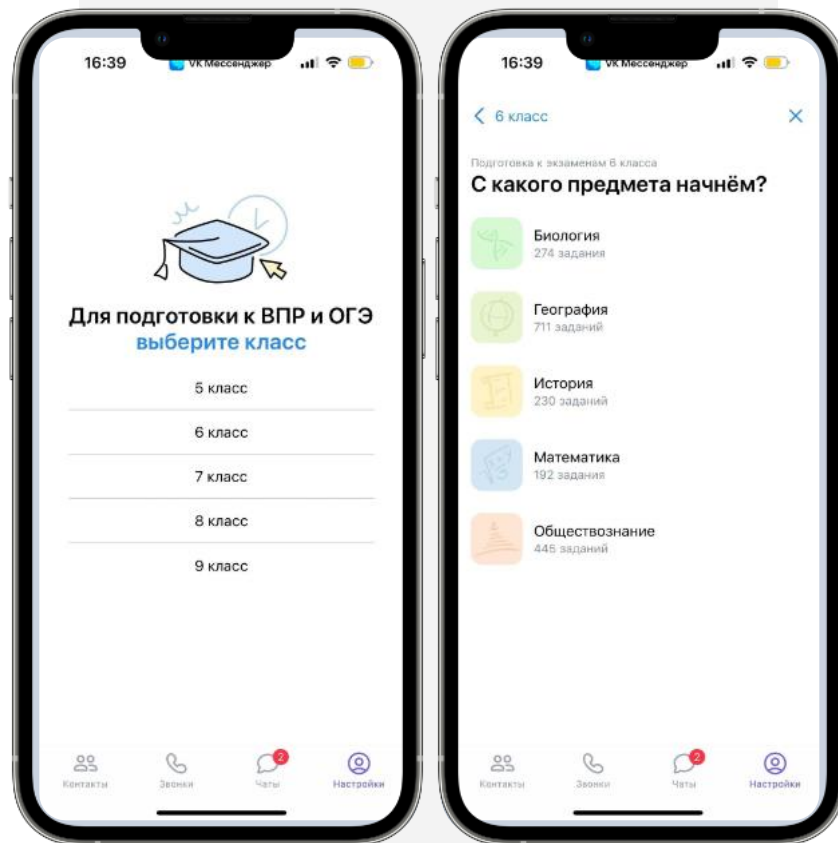 16:39
VK Мессенджер
Для подготовки к ВПР и ОГЭ
выберите класс
5 класс
6 класс
7 класс
8 класс
9 класс
2
Контакты
Звонки
Чаты
Настройки
16:39
VK Мессенджер
6 класс
Подготовка к экзаменам 6 класса
С какого предмета начнём?
Биология
274 задания
География
711 заданий
История
230 заданий
Математика
192 задания
Обществознание
445 заданий
2
Контакты
Звонки
Чаты
Настройки